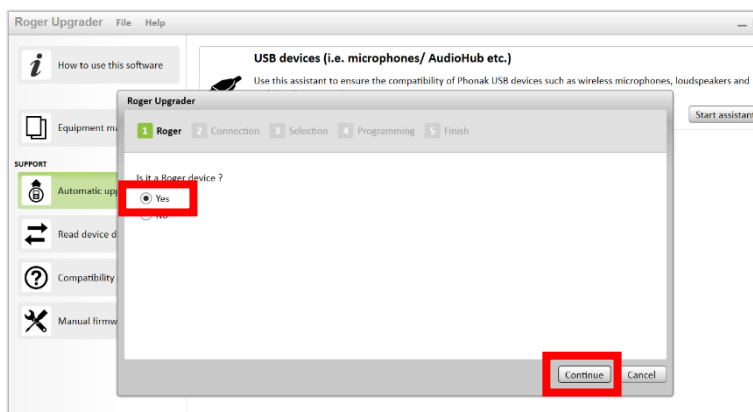 Roger Upgrader File Help
How to use this software
USB devices (i.e. microphones/ AudioHub etc.)
Use this assistant to ensure the compatibility of Phonak USB devices such as wireless microphones, loudspeakers and
Start assistant
Roger Upgrader
Equipment ma
1 Roger 2 Connection 3 Selection 4 Programming 5 Finish
SUPPORT
Is it a Roger device ?
Automatic upg
Yes
No
Read device d
Compatibility
Manual firmw
Continue Cancel